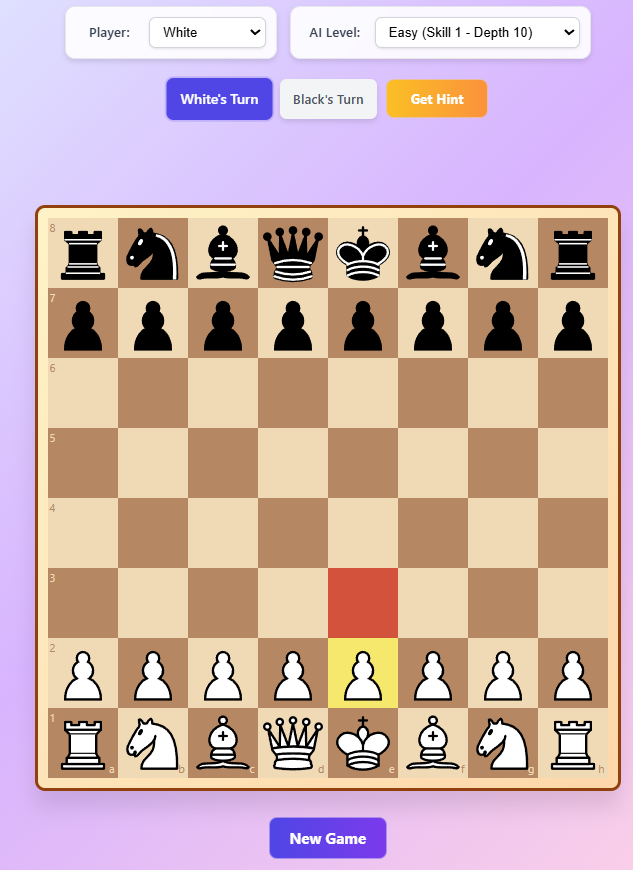 Player: White AI Level: Easy (Skill 1 - Depth 10)
White's Turn Black's Turn Get Hint
8
7
6
5
4
3
2
1
a b c d e f g h
New Game